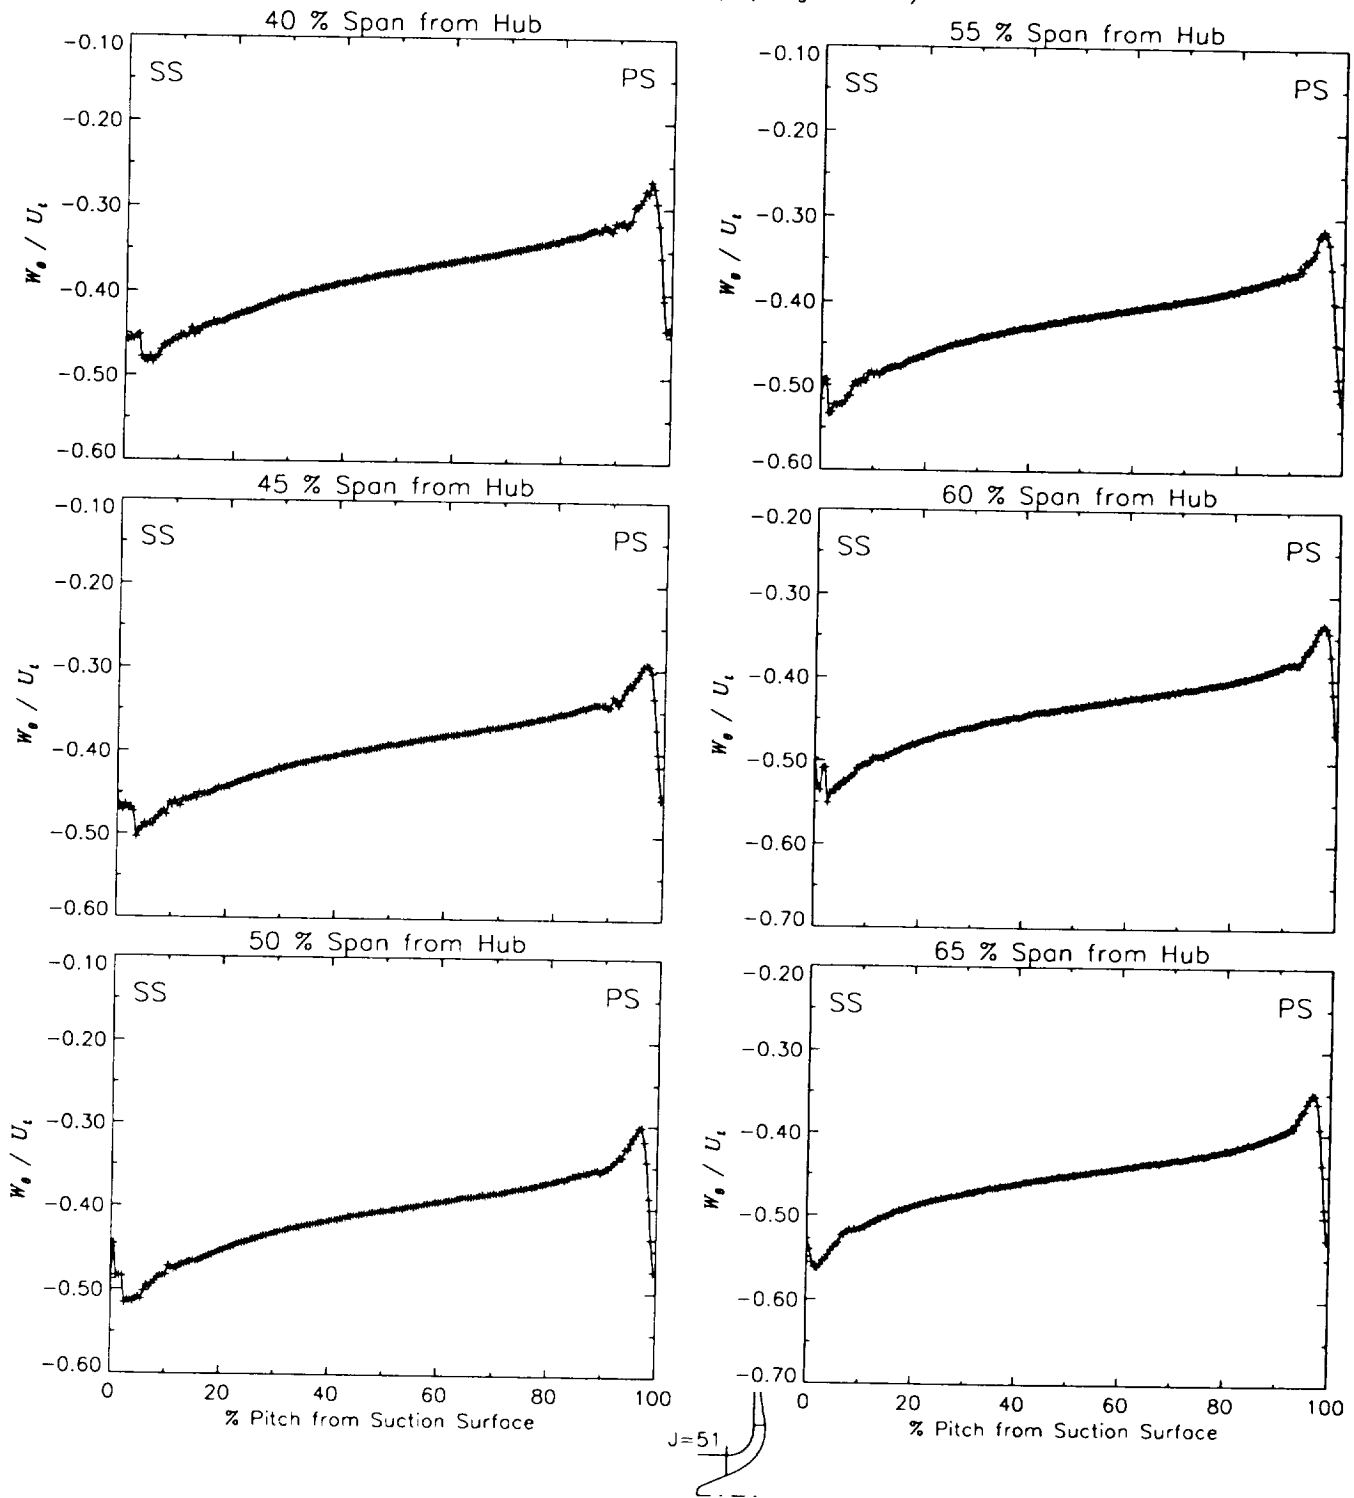 40 % Span from Hub
SS
PS
−0.10
−0.20
−0.30
−0.40
−0.50
−0.60
W_θ / U_t
45 % Span from Hub
SS
PS
−0.10
−0.20
−0.30
−0.40
−0.50
−0.60
W_θ / U_t
50 % Span from Hub
SS
PS
−0.10
−0.20
−0.30
−0.40
−0.50
−0.60
W_θ / U_t
0 20 40 60 80 100
% Pitch from Suction Surface
55 % Span from Hub
SS
PS
−0.10
−0.20
−0.30
−0.40
−0.50
−0.60
W_θ / U_t
60 % Span from Hub
SS
PS
−0.20
−0.30
−0.40
−0.50
−0.60
−0.70
W_θ / U_t
65 % Span from Hub
SS
PS
−0.20
−0.30
−0.40
−0.50
−0.60
−0.70
W_θ / U_t
0 20 40 60 80 100
% Pitch from Suction Surface
J=51